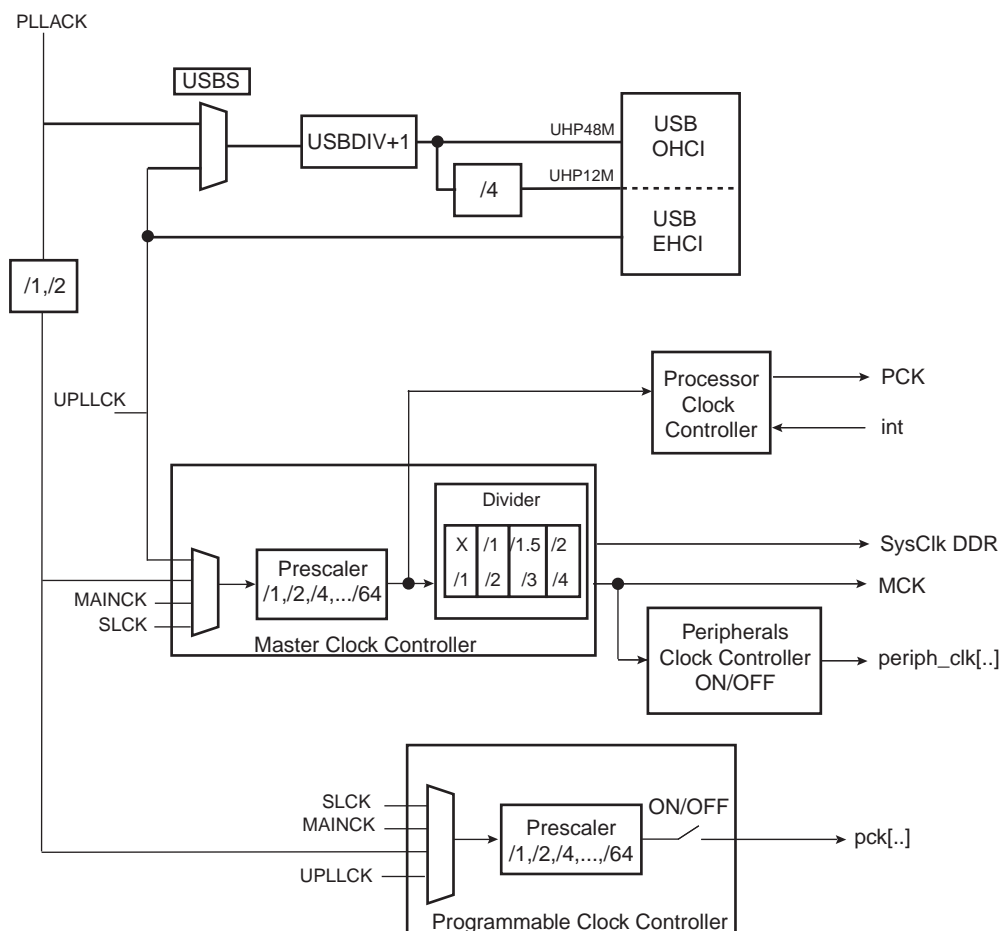 PLLACK
USBS
USBDIV+1
UHP48M
USB
OHCI
UHP12M
/4
USB
EHCI
/1,/2
UPLLCK
Processor
Clock
Controller
PCK
int
Divider
X /1 /1.5 /2
/1 /2 /3 /4
Prescaler
/1,/2,/4,.../64
SysClk DDR
MCK
MAINCK
SLCK
Master Clock Controller
Peripherals
Clock Controller
ON/OFF
periph_clk[..]
SLCK
MAINCK
UPLLCK
Prescaler
/1,/2,/4,...,/64
ON/OFF
pck[..]
Programmable Clock Controller